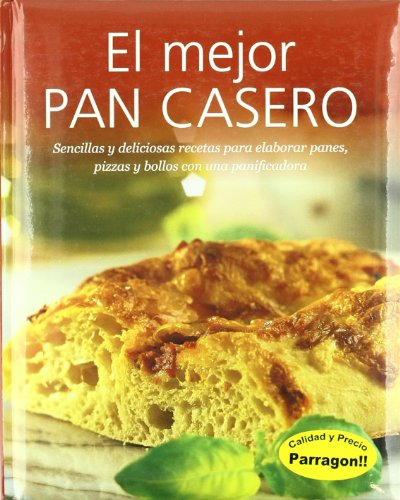 El mejor
PAN CASERO
Sencillas y deliciosas recetas para elaborar panes,
pizzas y bollos con una panificadora
Calidad y Precio
Parragon!!